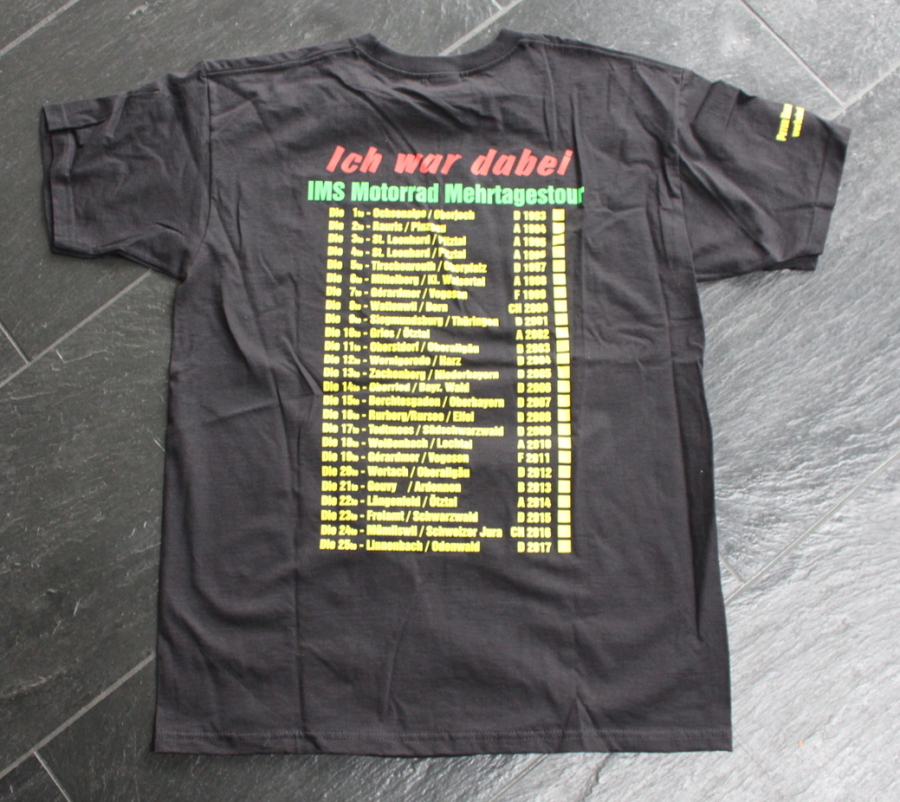 Ich war dabei
IMS Motorrad Mehrtagestour
Die 1te - Ochsenalpe / Oberjoch D 1993
Die 2te - Rauris / A 1994
Die 3te - St. Leonhard / Pitztal A 1995
Die 4te - St. Leonhard / Pitztal A 1996
Die 5te - Tirschenreuth / Oberpfalz D 1997
Die 6te - / Kl. Walsertal A 1998
Die 7te - Gérardmer / Vogesen F 1999
Die 8te - Wattenwil / Bern CH 2000
Die 9te - Siegmundsburg / Thüringen D 2001
Die 10te - Gries / Ötztal A 2002
Die 11te - Oberstdorf / Oberallgäu D 2003
Die 12te - Wernigerode / Harz D 2004
Die 13te - Zachenberg / Niederbayern D 2005
Die 14te - Oberried / Bayr. Wald D 2006
Die 15te - Berchtesgaden / Oberbayern D 2007
Die 16te - Rurberg/Rursee / Eifel D 2008
Die 17te - Todtmoos / Südschwarzwald D 2009
Die 18te - Weißenbach / Lechtal A 2010
Die 19te - Gérardmer / Vogesen F 2011
Die 20te - Wertach / Oberallgäu D 2012
Die 21te - Gouvy / Ardennen B 2013
Die 22te - Längenfeld / Ötztal A 2014
Die 23te - Freiamt / Schwarzwald D 2015
Die 24te - Mümliswil / Schweizer Jura CH 2016
Die 25te - Linnenbach / Odenwald D 2017